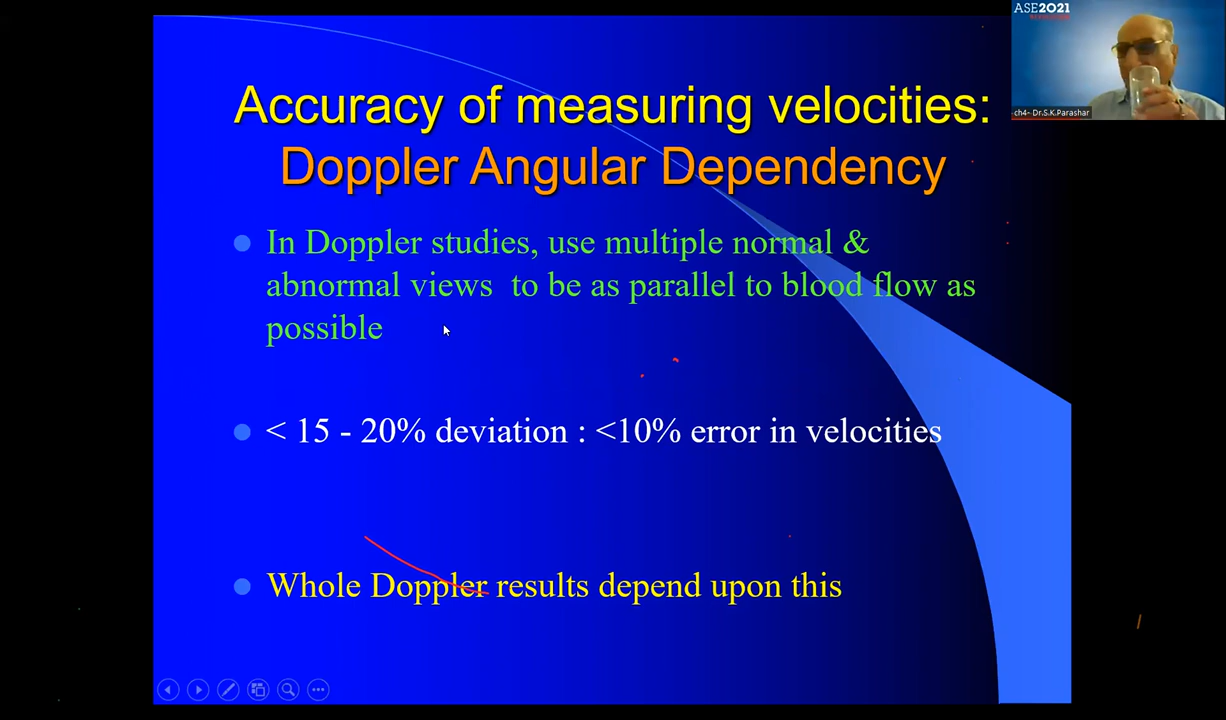 ASE2021
ch4- Dr.S.K.Parashar
Accuracy of measuring velocities:
Doppler Angular Dependency
In Doppler studies, use multiple normal &
abnormal views to be as parallel to blood flow as
possible
< 15 - 20% deviation : <10% error in velocities
Whole Doppler results depend upon this